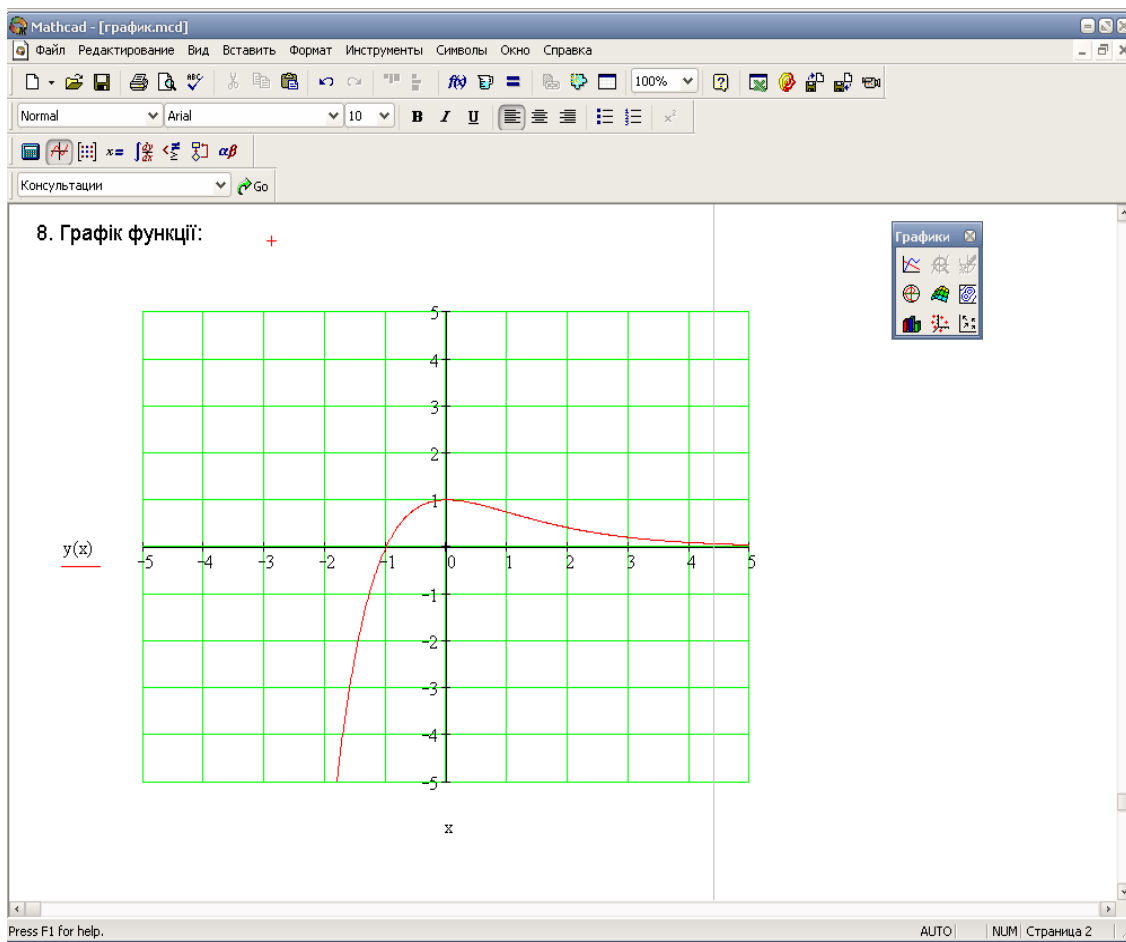 Mathcad - [график.mcd]
Файл Редактирование Вид Вставить Формат Инструменты Символы Окно Справка
100%
Normal Arial 10 B I U x²
x= αβ
Консультации Go
8. Графік функції:
Графики
5
4
3
2
1
y(x)
-5 -4 -3 -2 -1 0 1 2 3 4 5
-1
-2
-3
-4
-5
x
Press F1 for help. AUTO NUM Страница 2